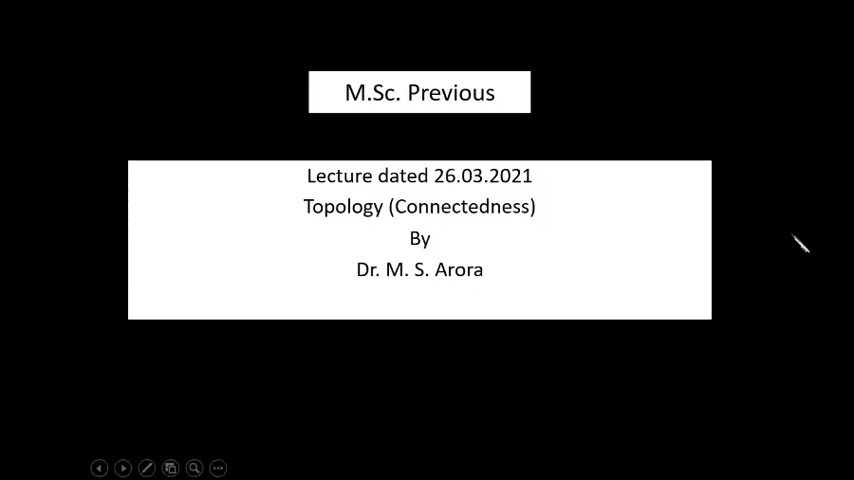 M.Sc. Previous
Lecture dated 26.03.2021
Topology (Connectedness)
By
Dr. M. S. Arora